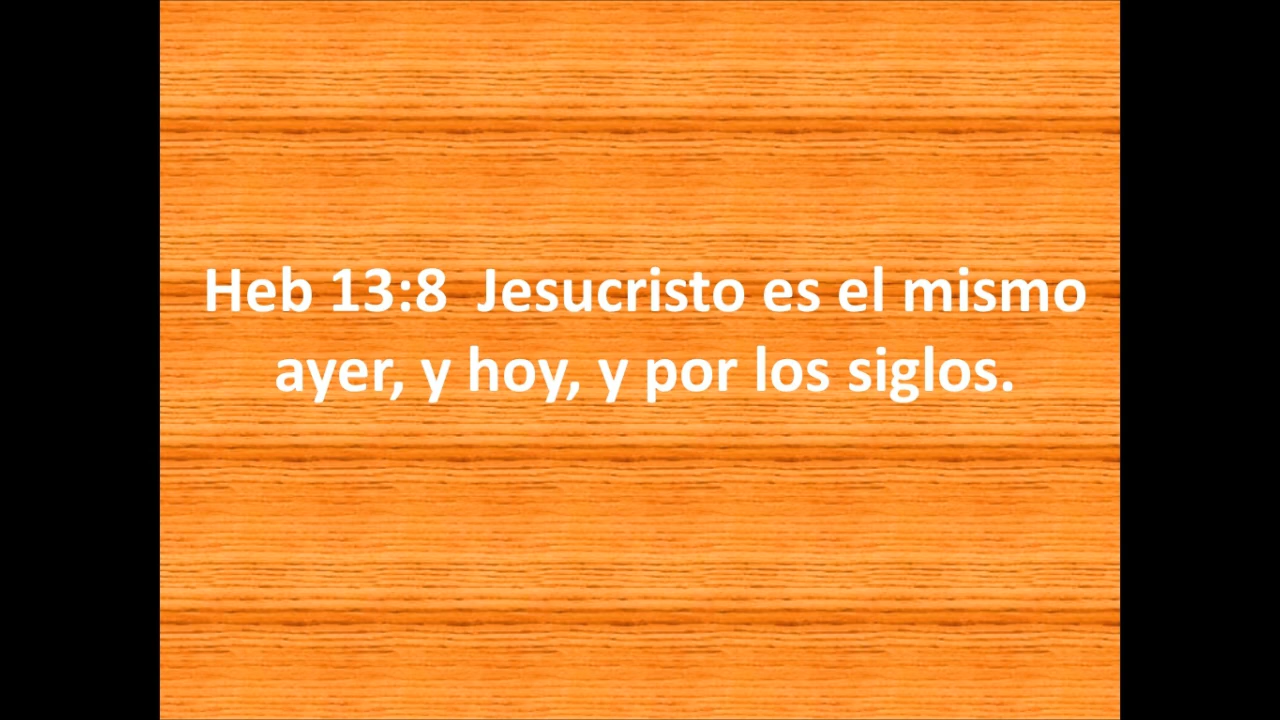 Heb 13:8  Jesucristo es el mismo
ayer, y hoy, y por los siglos.